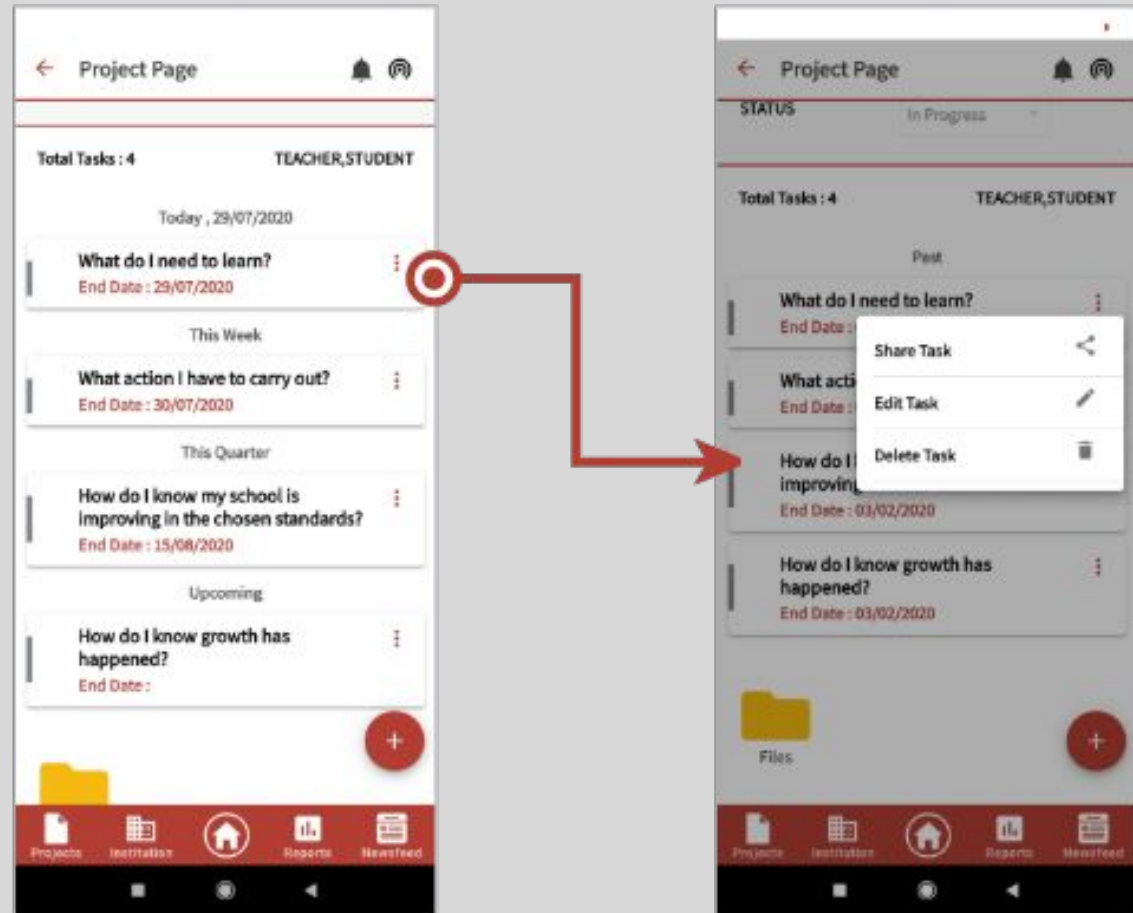 Project Page
Total Tasks : 4 TEACHER,STUDENT
Today , 29/07/2020
What do I need to learn?
End Date : 29/07/2020
This Week
What action I have to carry out?
End Date : 30/07/2020
This Quarter
How do I know my school is
improving in the chosen standards?
End Date : 15/08/2020
Upcoming
How do I know growth has
happened?
End Date :
Projects Institution Reports Newsfeed
Project Page
STATUS In Progress
Total Tasks : 4 TEACHER,STUDENT
Past
What do I need to learn?
End Date :
Share Task
What acti
End Date :
Edit Task
How do I
Delete Task
improving
End Date : 03/02/2020
How do I know growth has
happened?
End Date : 03/02/2020
Files
Projects Institution Reports Newsfeed